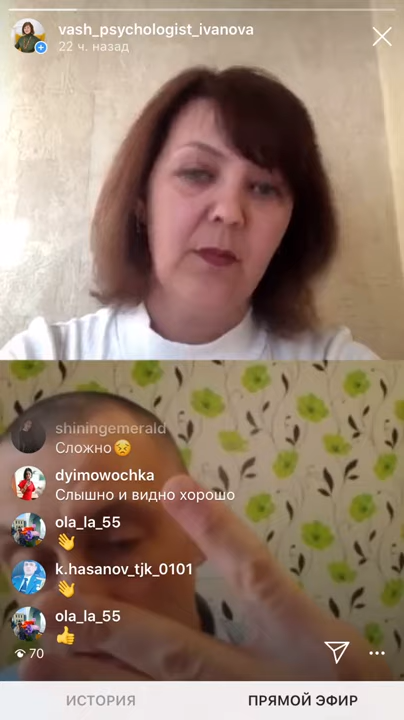 vash_psychologist_ivanova
22 ч. назад
shiningemerald
Сложно😣
dyimowochka
Слышно и видно хорошо
ola_la_55
👋
k.hasanov_tjk_0101
👋
ola_la_55
👍
70
ИСТОРИЯ ПРЯМОЙ ЭФИР